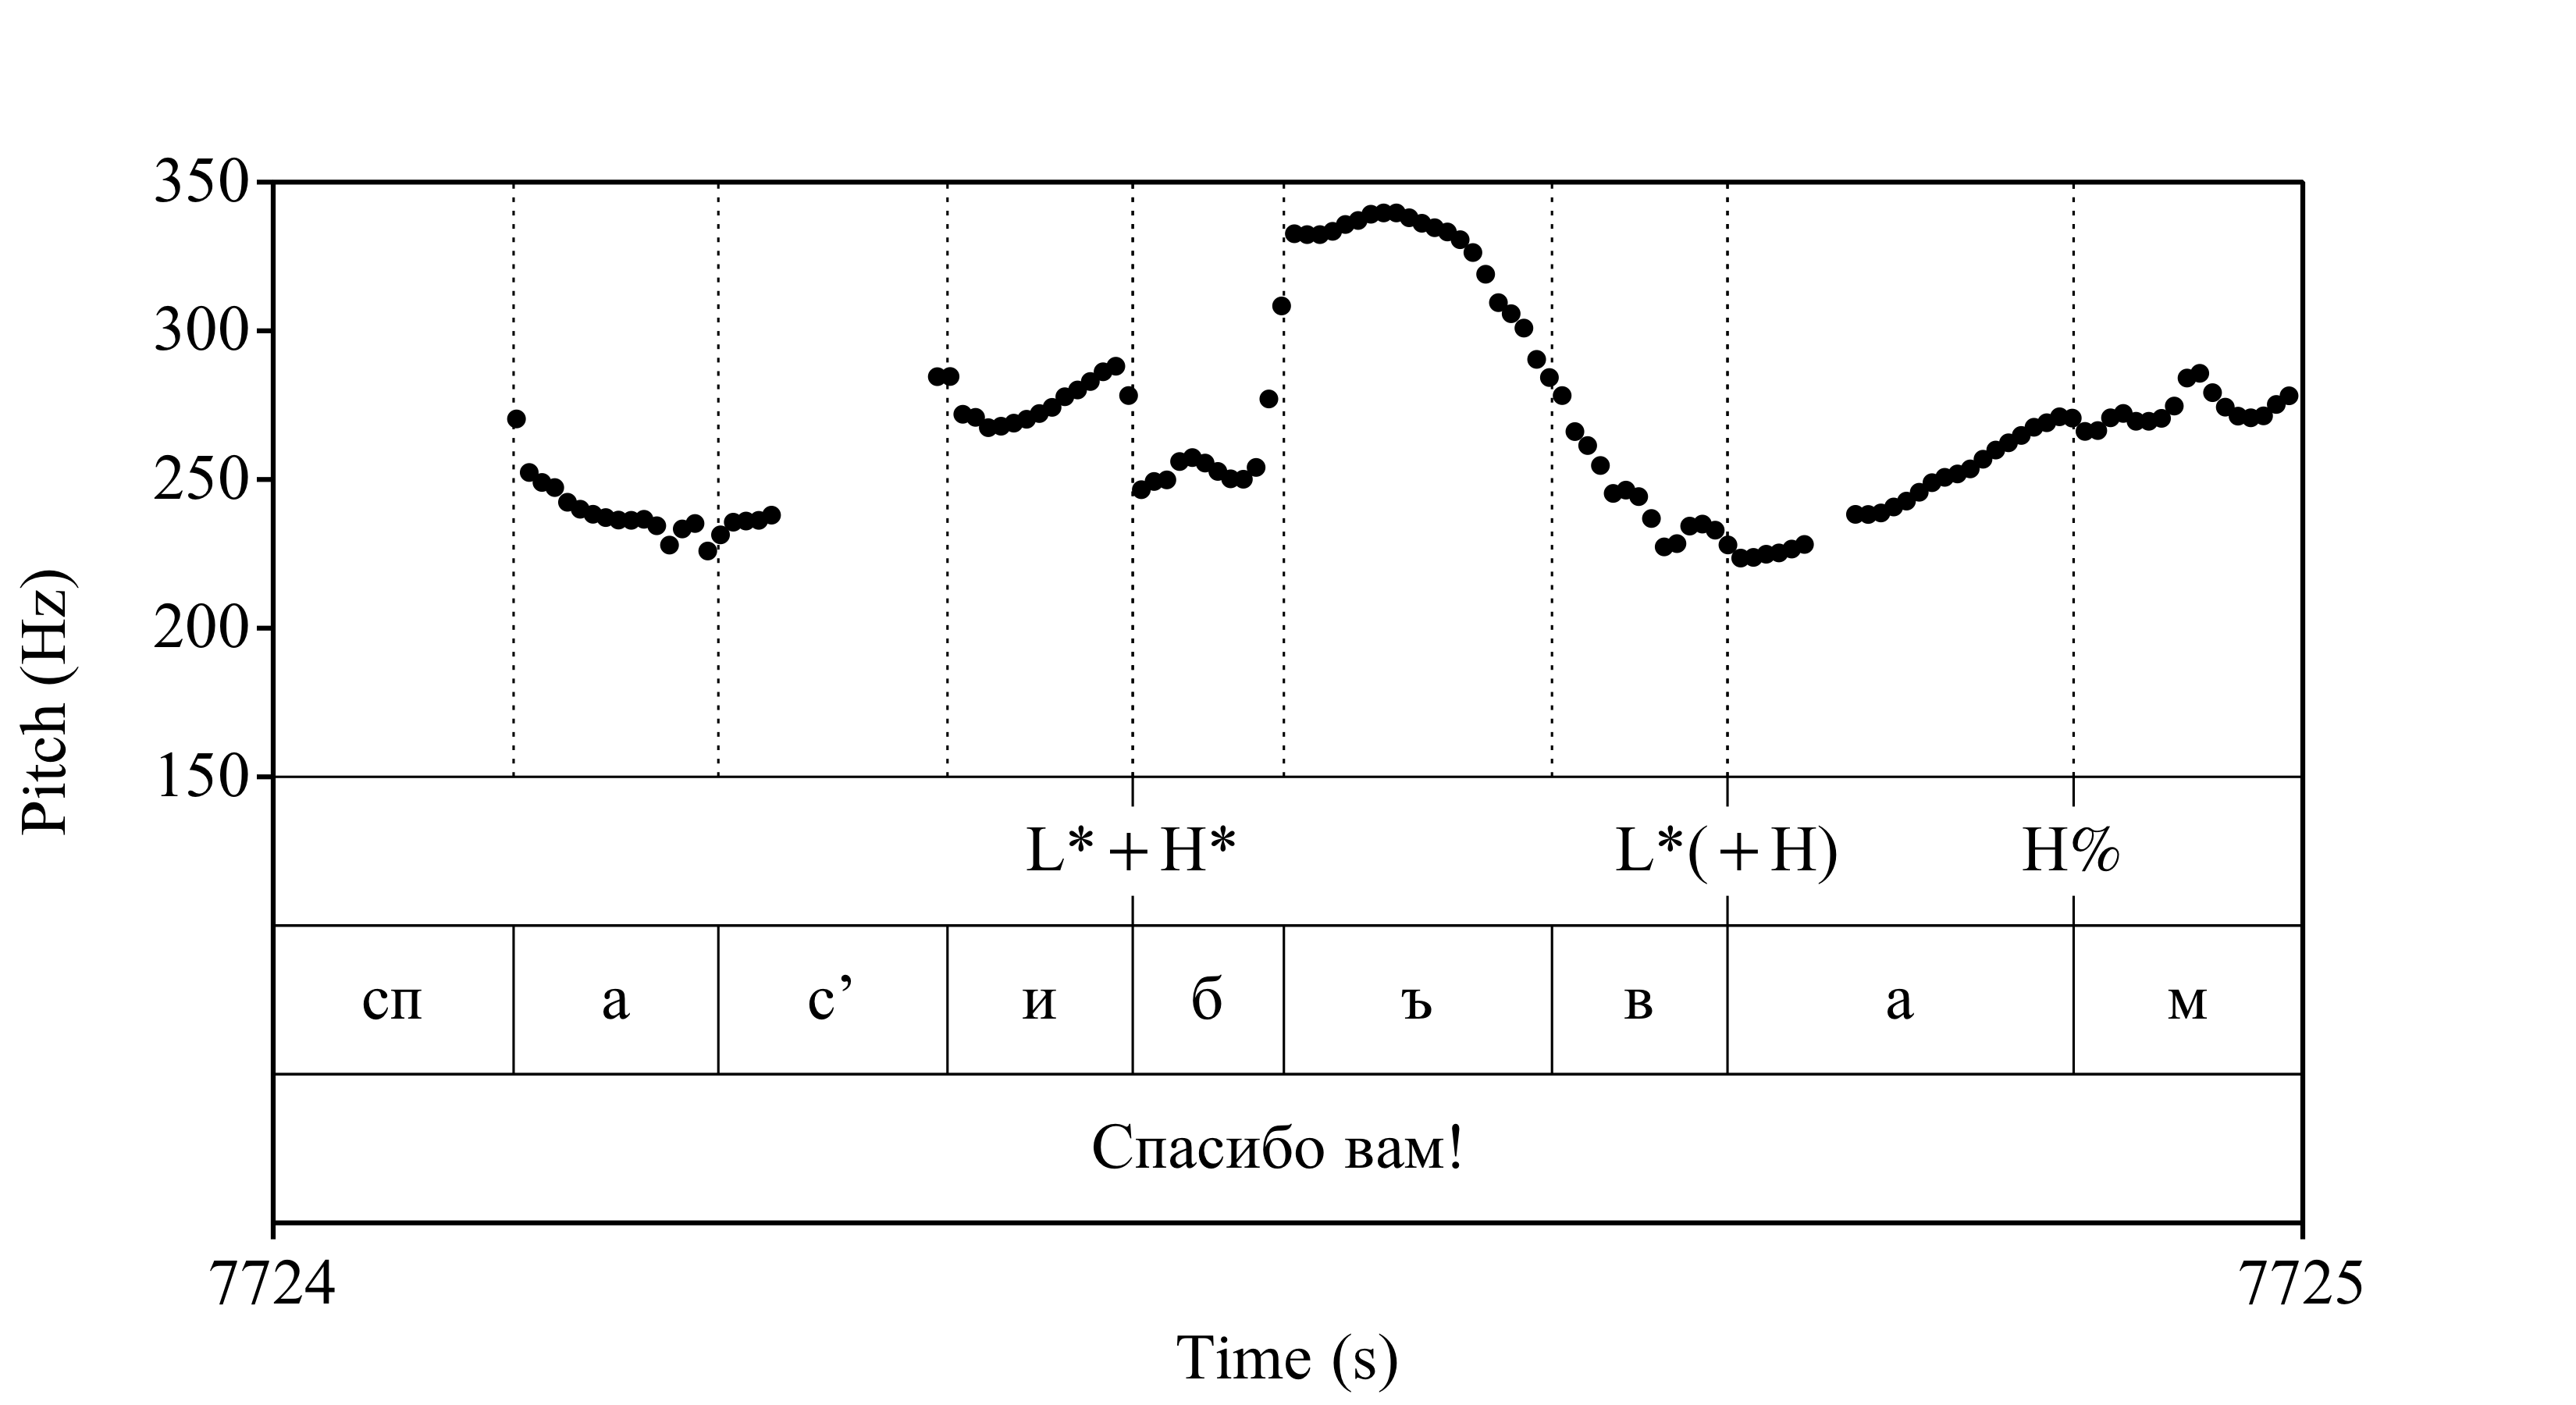 350
300
250
200
150
Pitch (Hz)
L*+H* L*(+H) H%
сп а с’ и б ъ в а м
Спасибо вам!
7724 7725
Time (s)